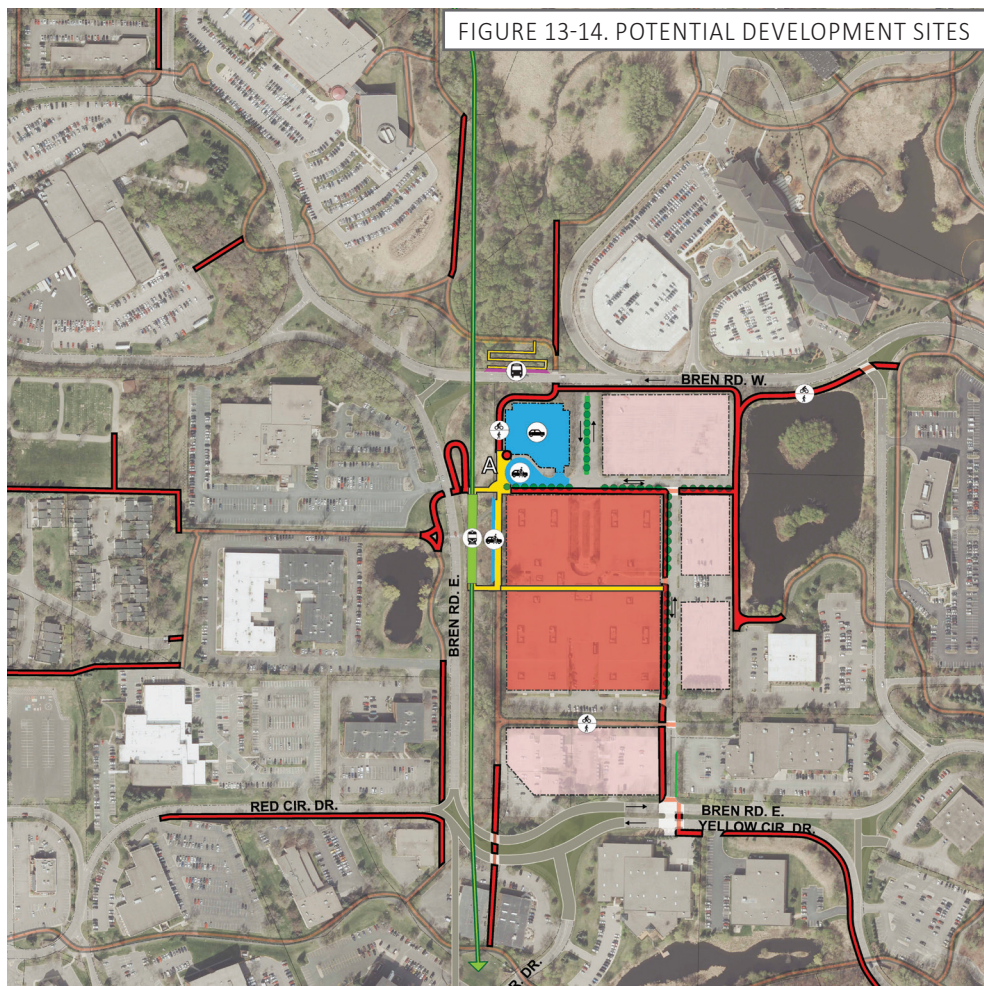 FIGURE 13-14. POTENTIAL DEVELOPMENT SITES
BREN RD. W.
A
BREN RD. E.
RED CIR. DR.
BREN RD. E.
YELLOW CIR. DR.
R. DR.